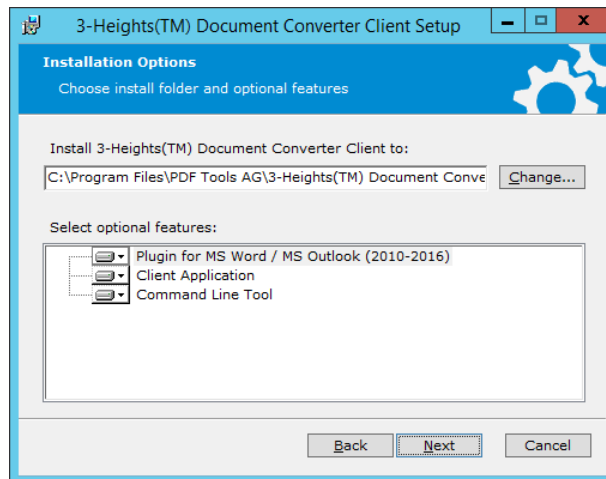 3-Heights(TM) Document Converter Client Setup
Installation Options
Choose install folder and optional features
Install 3-Heights(TM) Document Converter Client to:
C:\Program Files\PDF Tools AG\3-Heights(TM) Document Conve
Change...
Select optional features:
Plugin for MS Word / MS Outlook (2010-2016)
Client Application
Command Line Tool
Back Next Cancel